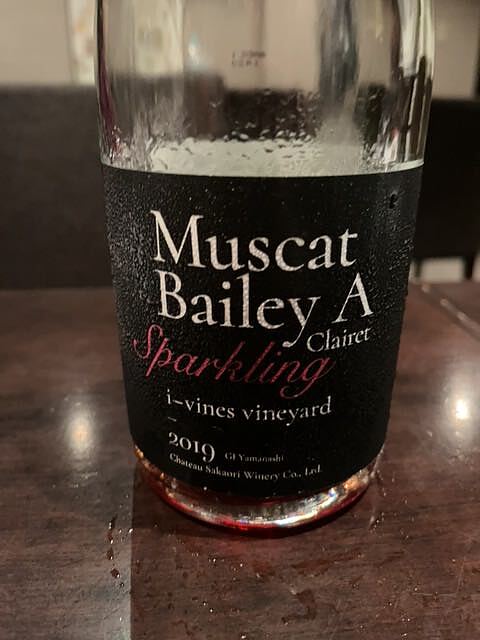 Muscat
Bailey A
Clairet
Sparkling
i-vines vineyard
2019 GI Yamanashi
Chateau Sakaori Winery Co., Ltd.